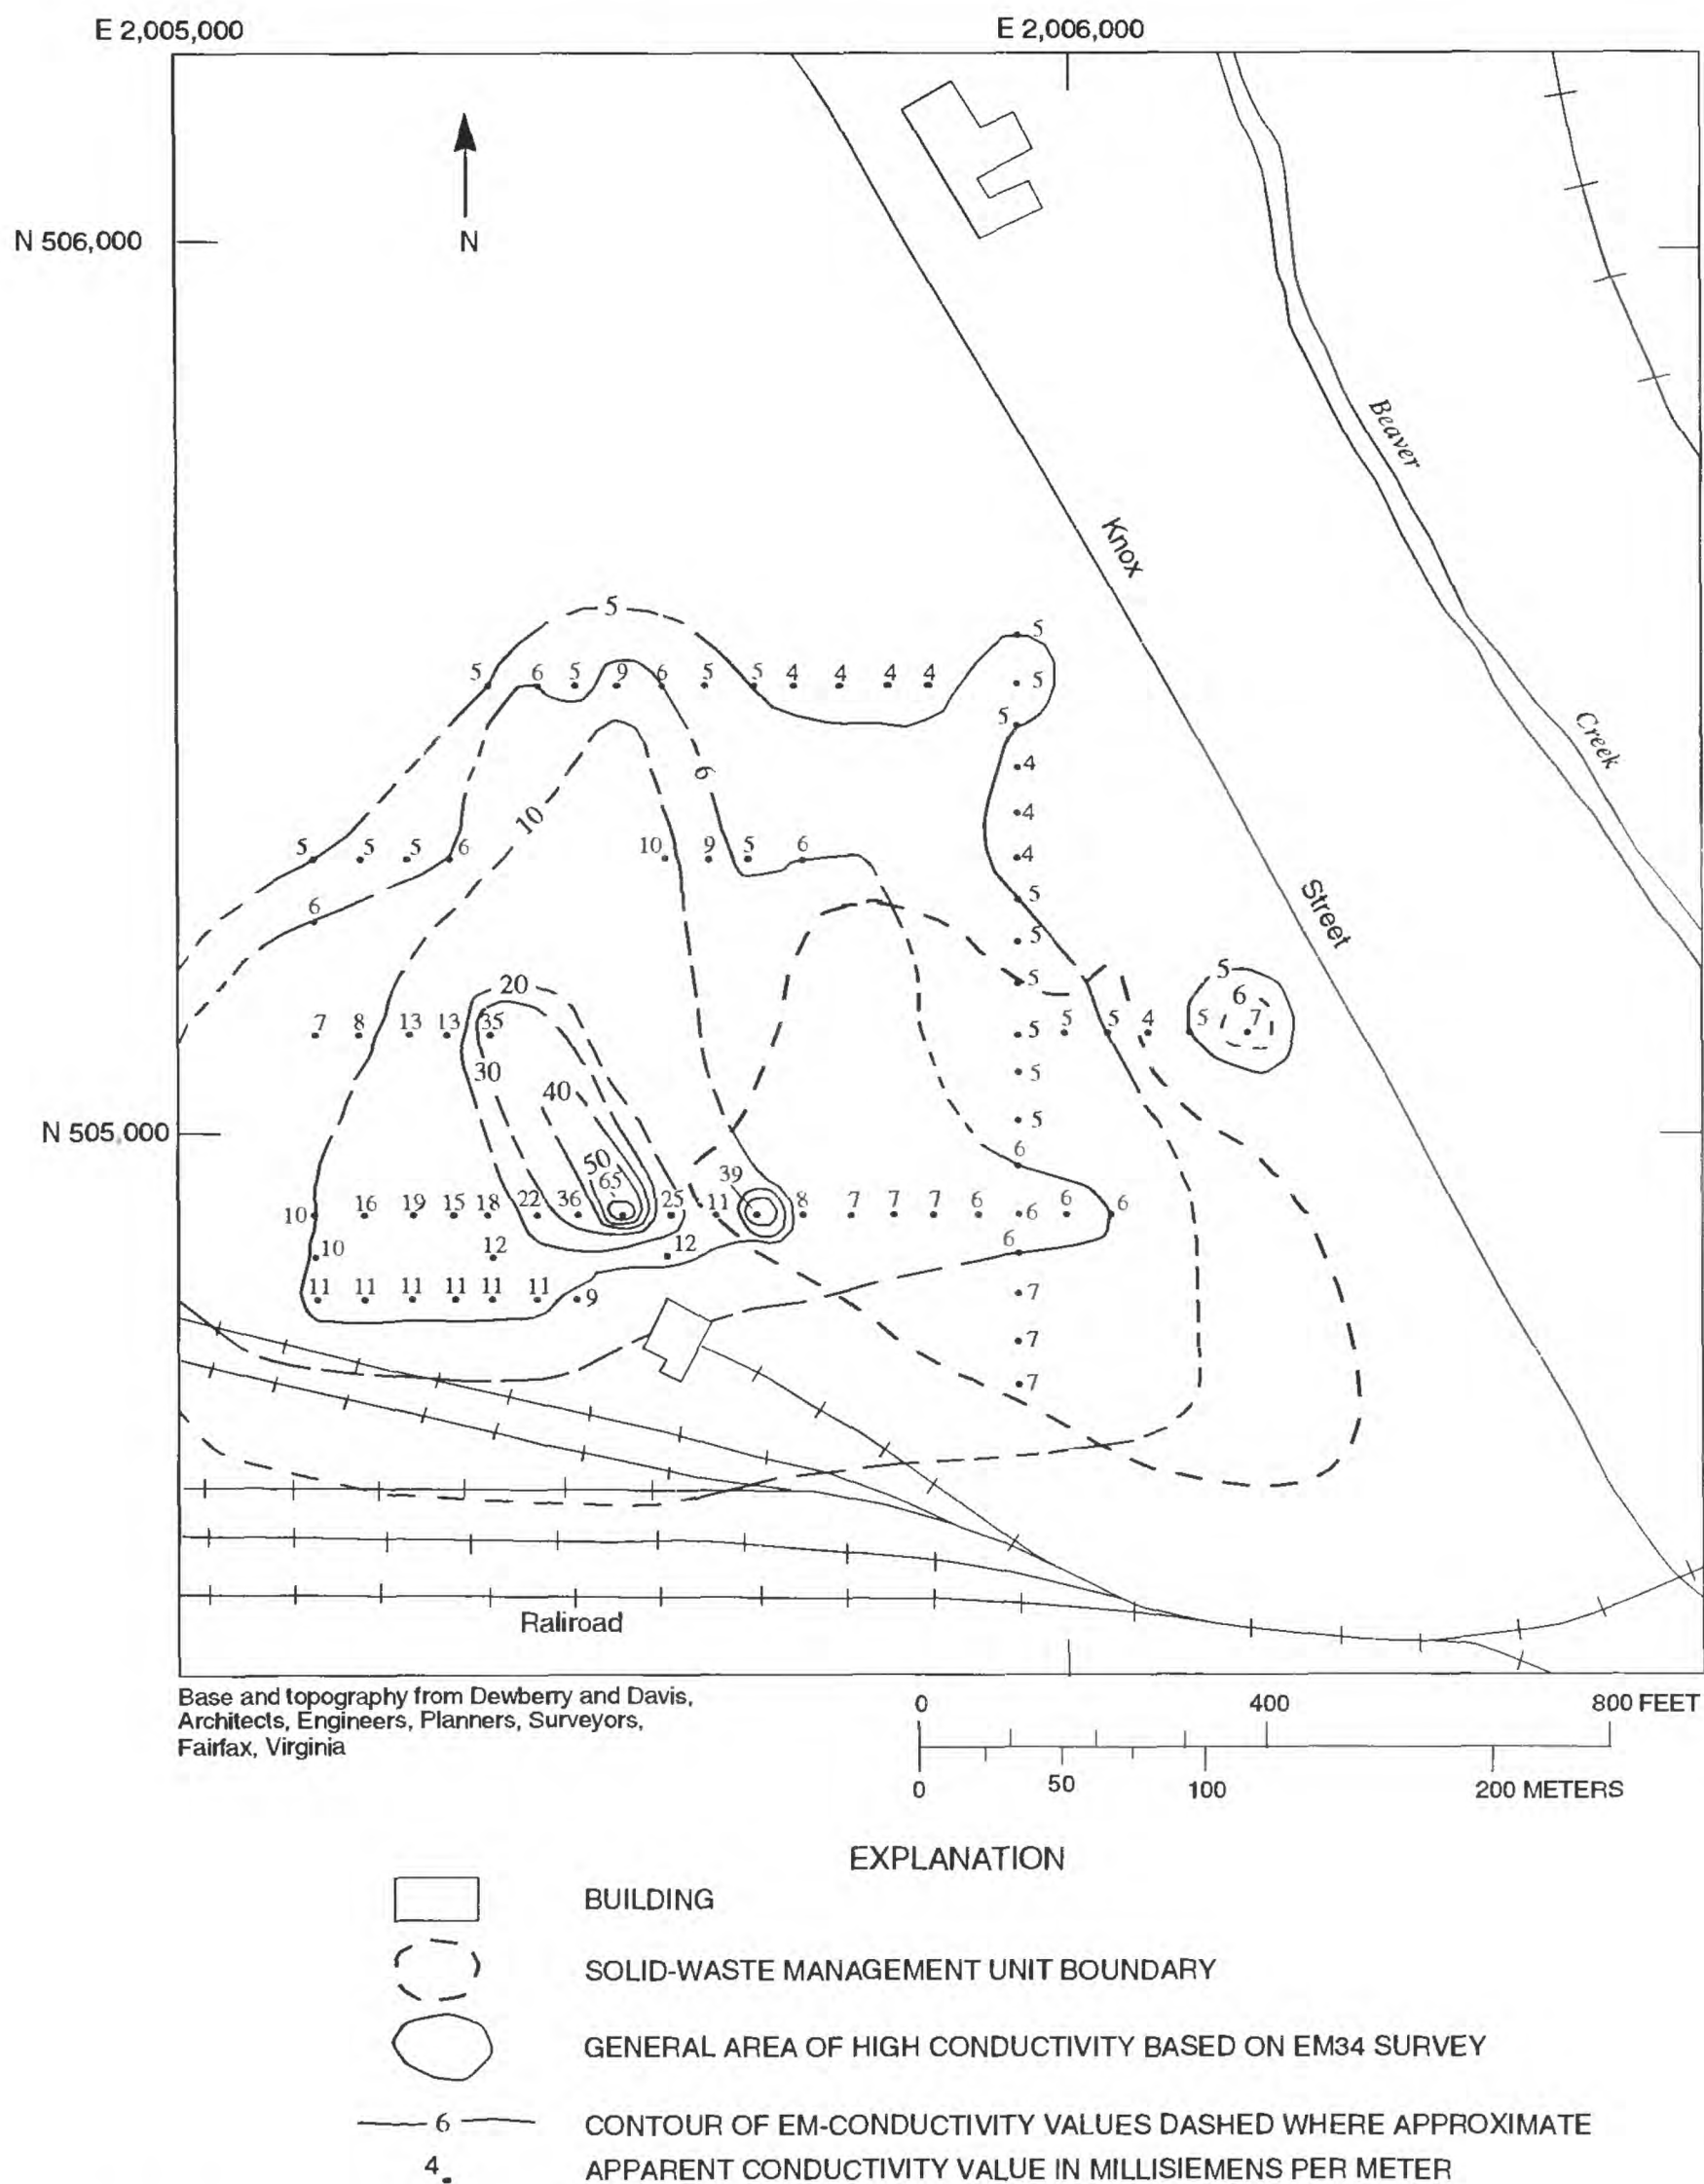 E 2,005,000 E 2,006,000
N 506,000
N
Beaver
Knox
5
5
5 6 5 9 6 5 5 4 4 4 4 5
5
Creek
4
6
10
4
5 5 5 6 10 9 5 6 4
Street
6
5
5
5
20
5
6
7 8 13 13 35 5 5 5 4 5 7
30
5
40
5
N 505,000
50
6
65
39
10 16 19 15 18 22 36 25 11 8 7 7 7 6 6 6 6
10 12 12 6
11 11 11 11 11 11 9 7
7
7
Raliroad
Base and topography from Dewberry and Davis,
Architects, Engineers, Planners, Surveyors,
Fairfax, Virginia
0 400 800 FEET
0 50 100 200 METERS
EXPLANATION
BUILDING
SOLID-WASTE MANAGEMENT UNIT BOUNDARY
GENERAL AREA OF HIGH CONDUCTIVITY BASED ON EM34 SURVEY
6 CONTOUR OF EM-CONDUCTIVITY VALUES DASHED WHERE APPROXIMATE
4 APPARENT CONDUCTIVITY VALUE IN MILLISIEMENS PER METER